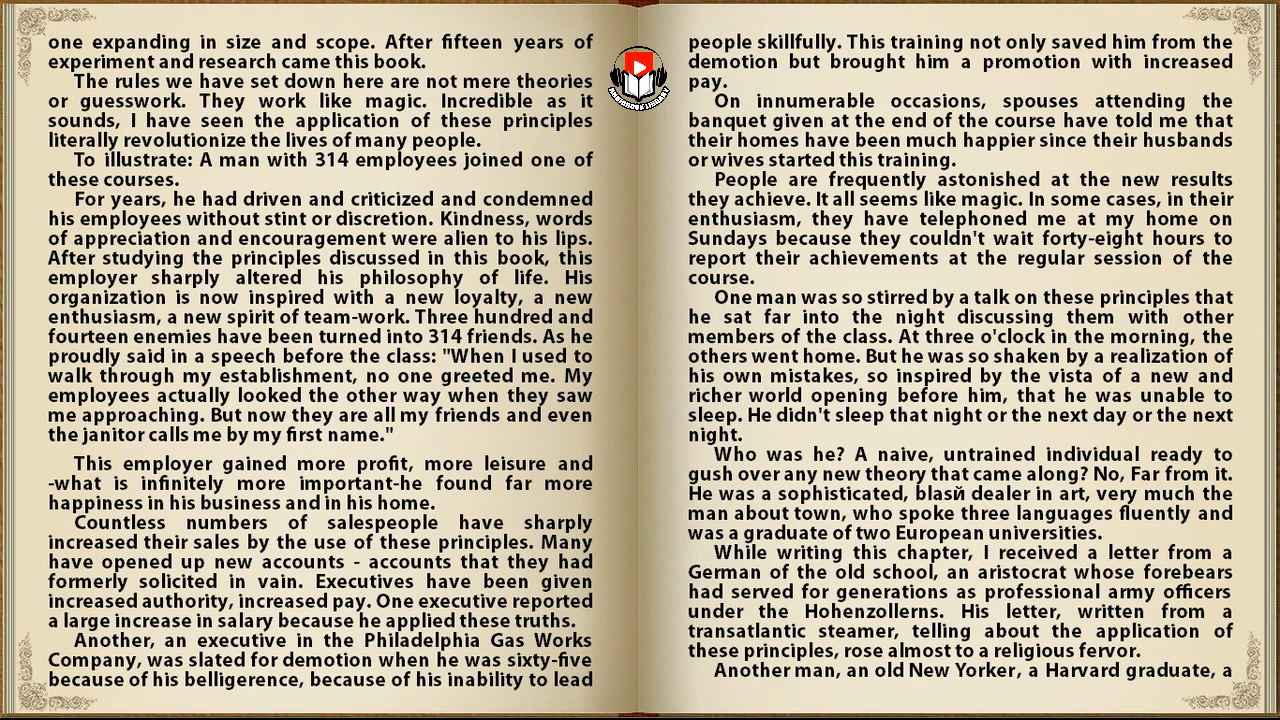 one expanding in size and scope. After fifteen years of
experiment and research came this book.
The rules we have set down here are not mere theories
or guesswork. They work like magic. Incredible as it
sounds, I have seen the application of these principles
literally revolutionize the lives of many people.
To illustrate: A man with 314 employees joined one of
these courses.
For years, he had driven and criticized and condemned
his employees without stint or discretion. Kindness, words
of appreciation and encouragement were alien to his lips.
After studying the principles discussed in this book, this
employer sharply altered his philosophy of life. His
organization is now inspired with a new loyalty, a new
enthusiasm, a new spirit of team-work. Three hundred and
fourteen enemies have been turned into 314 friends. As he
proudly said in a speech before the class: "When I used to
walk through my establishment, no one greeted me. My
employees actually looked the other way when they saw
me approaching. But now they are all my friends and even
the janitor calls me by my first name."
This employer gained more profit, more leisure and
-what is infinitely more important-he found far more
happiness in his business and in his home.
Countless numbers of salespeople have sharply
increased their sales by the use of these principles. Many
have opened up new accounts - accounts that they had
formerly solicited in vain. Executives have been given
increased authority, increased pay. One executive reported
a large increase in salary because he applied these truths.
Another, an executive in the Philadelphia Gas Works
Company, was slated for demotion when he was sixty-five
because of his belligerence, because of his inability to lead
people skillfully. This training not only saved him from the
demotion but brought him a promotion with increased
pay.
On innumerable occasions, spouses attending the
banquet given at the end of the course have told me that
their homes have been much happier since their husbands
or wives started this training.
People are frequently astonished at the new results
they achieve. It all seems like magic. In some cases, in their
enthusiasm, they have telephoned me at my home on
Sundays because they couldn't wait forty-eight hours to
report their achievements at the regular session of the
course.
One man was so stirred by a talk on these principles that
he sat far into the night discussing them with other
members of the class. At three o'clock in the morning, the
others went home. But he was so shaken by a realization of
his own mistakes, so inspired by the vista of a new and
richer world opening before him, that he was unable to
sleep. He didn't sleep that night or the next day or the next
night.
Who was he? A naive, untrained individual ready to
gush over any new theory that came along? No, Far from it.
He was a sophisticated, blasй dealer in art, very much the
man about town, who spoke three languages fluently and
was a graduate of two European universities.
While writing this chapter, I received a letter from a
German of the old school, an aristocrat whose forebears
had served for generations as professional army officers
under the Hohenzollerns. His letter, written from a
transatlantic steamer, telling about the application of
these principles, rose almost to a religious fervor.
Another man, an old New Yorker, a Harvard graduate, a